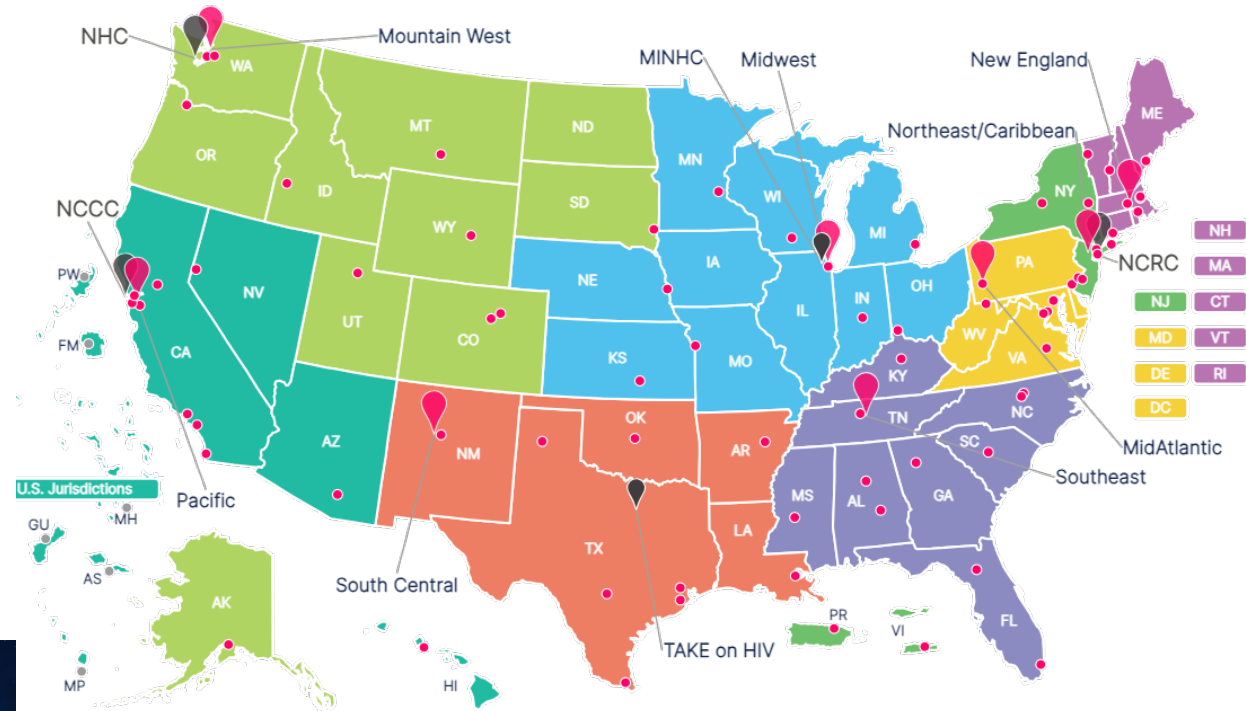 NHC
Mountain West
MINHC
Midwest
New England
Northeast/Caribbean
WA
MT
ND
MN
ME
OR
ID
SD
WI
MI
NY
NCCC
WY
NH
PW
NE
IA
PA
NCRC
MA
NV
UT
CO
IL
IN
OH
NJ
CT
FM
CA
KS
MO
WV
VA
MD
VT
KY
DE
RI
AZ
NM
OK
AR
TN
NC
SC
DC
MidAtlantic
Southeast
U.S. Jurisdictions
Pacific
MS
AL
GA
MH
GU
TX
LA
AS
South Central
AK
PR
VI
FL
TAKE on HIV
MP
HI